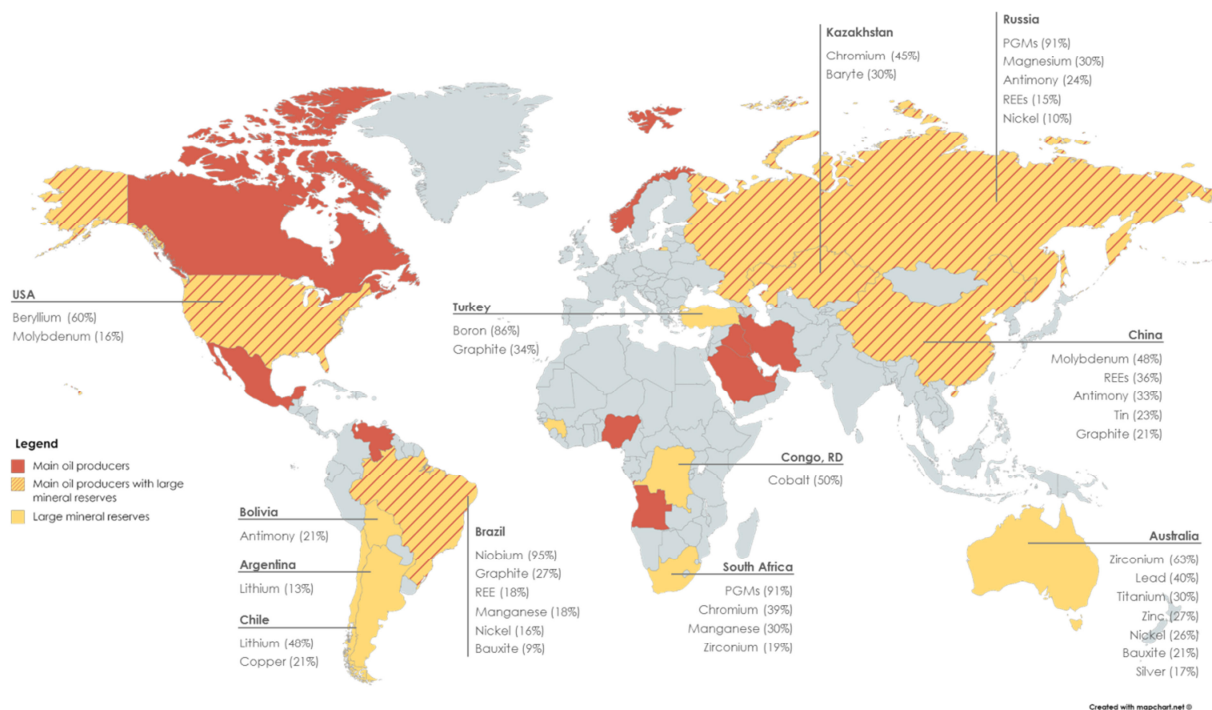 Kazakhstan
Chromium (45%)
Baryte (30%)
Russia
PGMs (91%)
Magnesium (30%)
Antimony (24%)
REEs (15%)
Nickel (10%)
USA
Beryllium (60%)
Molybdenum (16%)
Turkey
Boron (86%)
Graphite (34%)
China
Molybdenum (48%)
REEs (36%)
Antimony (33%)
Tin (23%)
Graphite (21%)
Legend
Main oil producers
Main oil producers with large
mineral reserves
Large mineral reserves
Congo, RD
Cobalt (50%)
Bolivia
Antimony (21%)
Argentina
Lithium (13%)
Chile
Lithium (48%)
Copper (21%)
Brazil
Niobium (95%)
Graphite (27%)
REE (18%)
Manganese (18%)
Nickel (16%)
Bauxite (9%)
South Africa
PGMs (91%)
Chromium (39%)
Manganese (30%)
Zirconium (19%)
Australia
Zirconium (63%)
Lead (40%)
Titanium (30%)
Zinc (27%)
Nickel (26%)
Bauxite (21%)
Silver (17%)
Created with mapchart.net ©